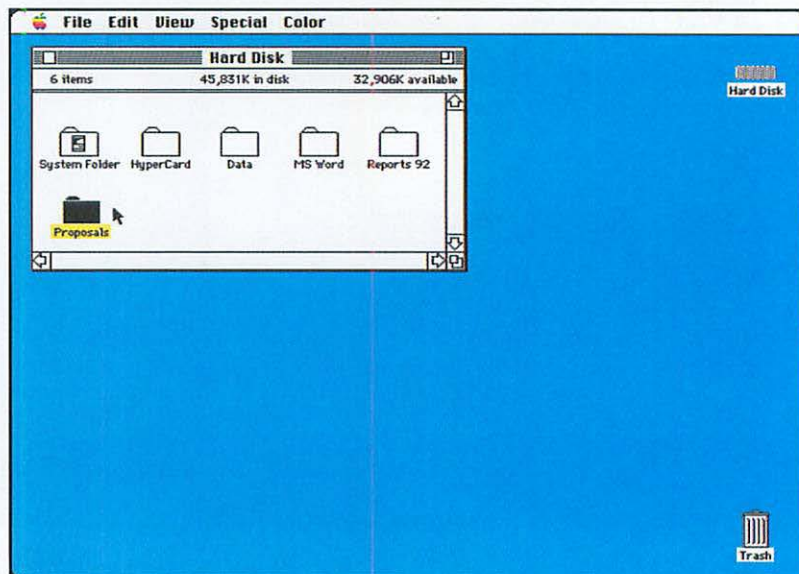 File Edit View Special Color
Hard Disk
6 items 45,831K in disk 32,906K available
Hard Disk
System Folder HyperCard Data MS Word Reports 92
Proposals
Trash